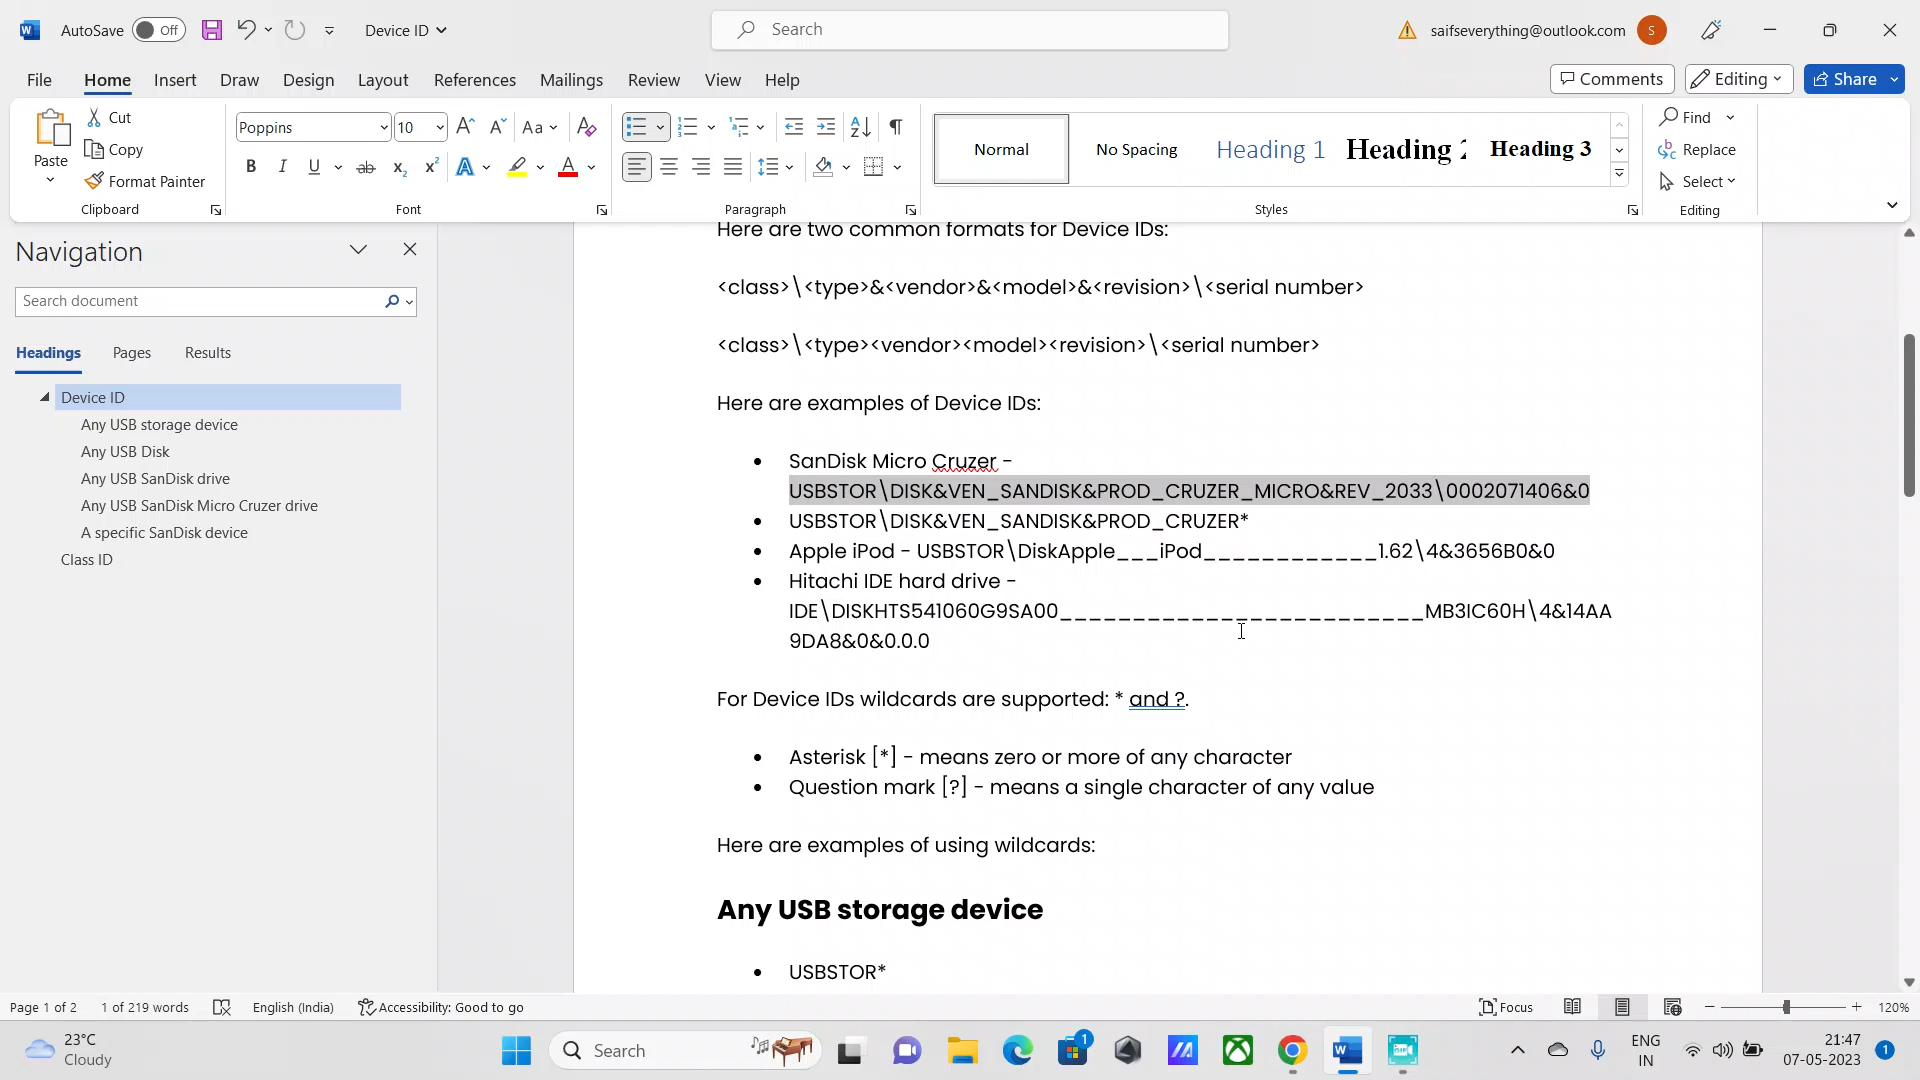 AutoSave Off Device ID Search saifseverything@outlook.com S
File Home Insert Draw Design Layout References Mailings Review View Help Comments Editing Share
Paste Cut Copy Format Painter
Clipboard
Poppins 10 Aa
B I U ab x₂ x² A A
Font
Paragraph
Normal No Spacing Heading 1 Heading 2 Heading 3
Styles
Find Replace Select
Editing
Navigation
Search document
Headings Pages Results
Device ID
Any USB storage device
Any USB Disk
Any USB SanDisk drive
Any USB SanDisk Micro Cruzer drive
A specific SanDisk device
Class ID
Here are two common formats for Device IDs:
<class>\<type>&<vendor>&<model>&<revision>\<serial number>
<class>\<type><vendor><model><revision>\<serial number>
Here are examples of Device IDs:
• SanDisk Micro Cruzer -
USBSTOR\DISK&VEN_SANDISK&PROD_CRUZER_MICRO&REV_2033\0002071406&0
• USBSTOR\DISK&VEN_SANDISK&PROD_CRUZER*
• Apple iPod - USBSTOR\DiskApple___iPod____________1.62\4&3656B0&0
• Hitachi IDE hard drive -
IDE\DISKHTS541060G9SA00_________________________MB3IC60H\4&14AA
9DA8&0&0.0.0
For Device IDs wildcards are supported: * and ?.
• Asterisk [*] - means zero or more of any character
• Question mark [?] - means a single character of any value
Here are examples of using wildcards:
Any USB storage device
• USBSTOR*
Page 1 of 2 1 of 219 words English (India) Accessibility: Good to go Focus 120%
23°C
Cloudy
Search
1
ENG
IN
21:47
07-05-2023
1